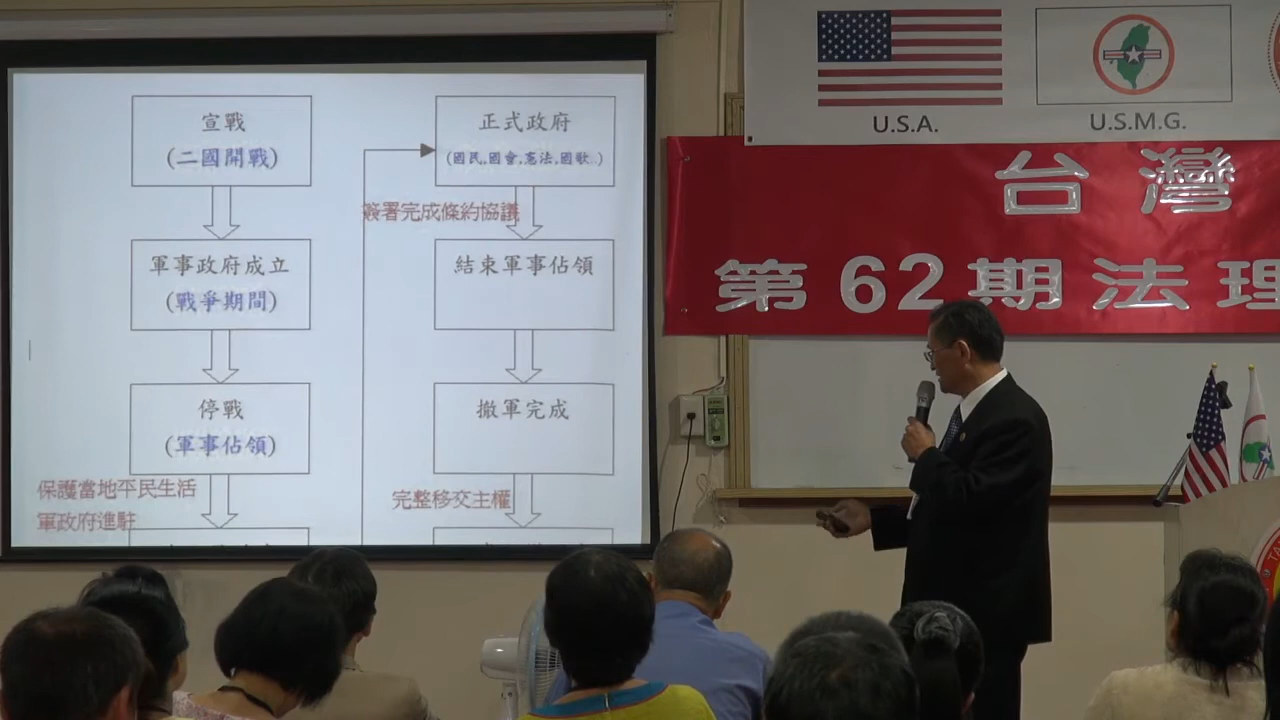 宣戰
(二國開戰)
軍事政府成立
(戰爭期間)
停戰
(軍事佔領)
保護當地平民生活
軍政府進駐
正式政府
(國民,國會,憲法,國歌..)
簽署完成條約協議
結束軍事佔領
撤軍完成
完整移交主權
U.S.A.
U.S.M.G.
台灣
第62期法理